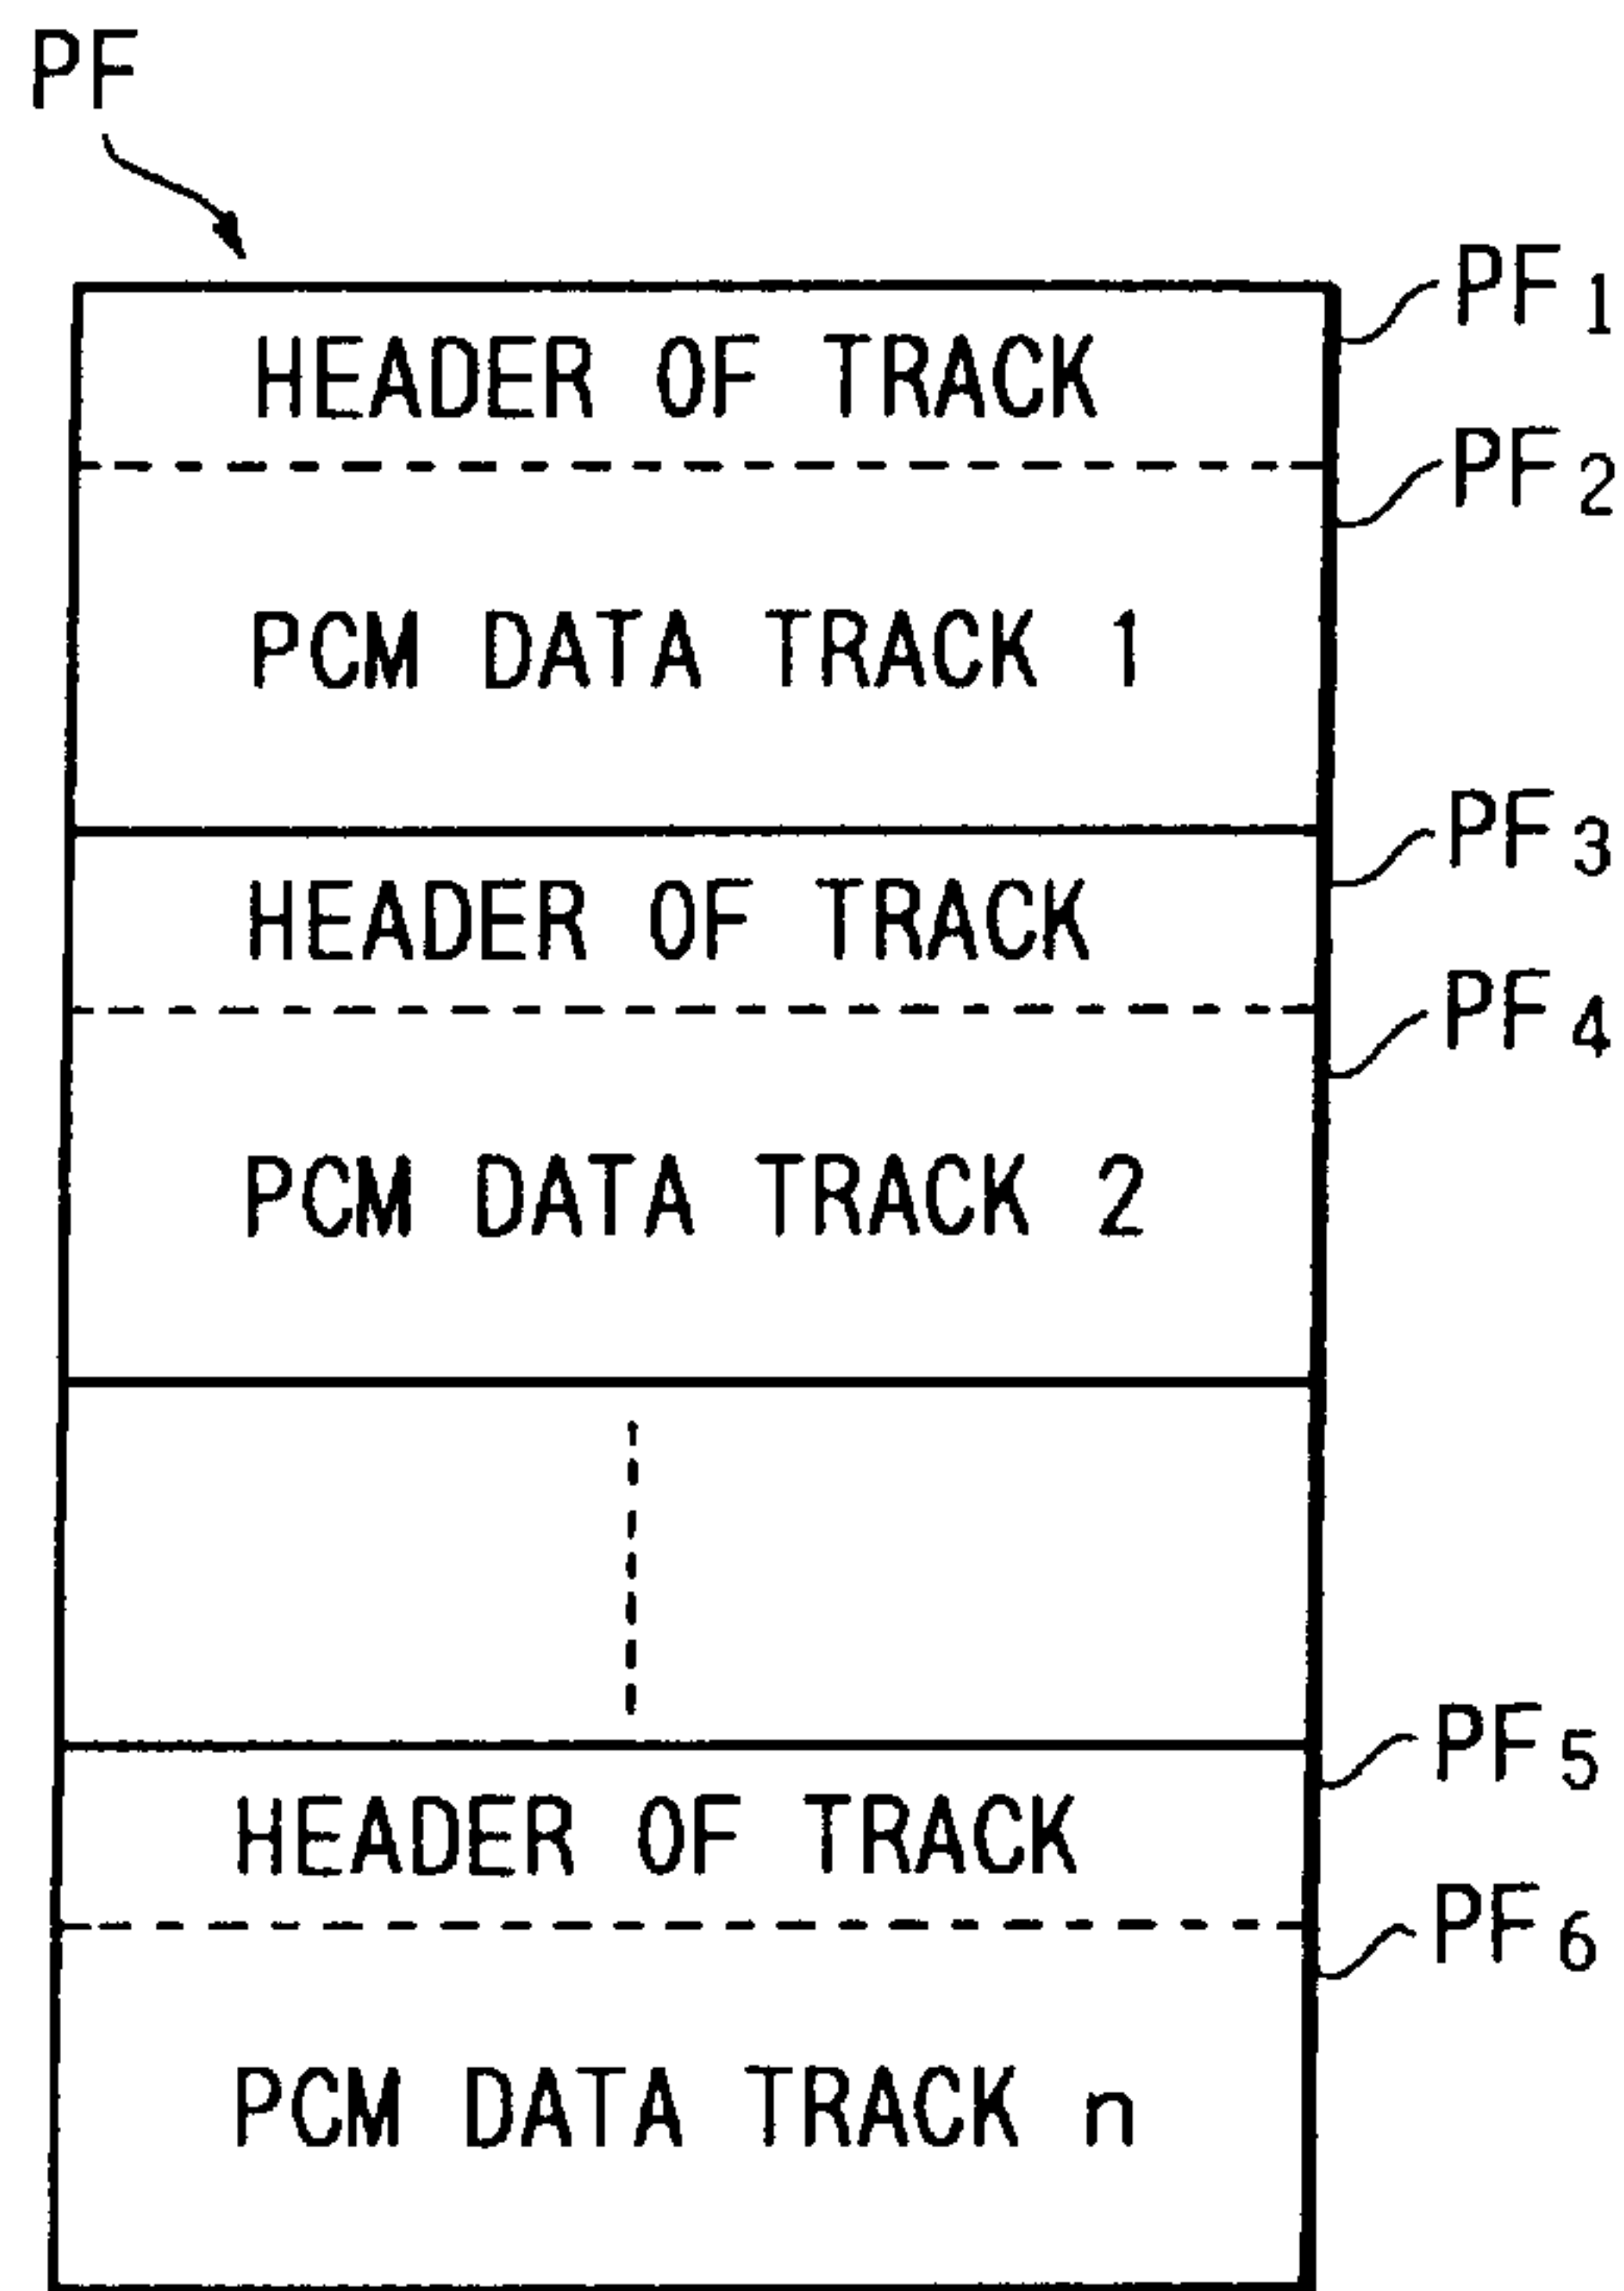 PF
PF1
HEADER OF TRACK
PF2
PCM DATA TRACK 1
PF3
HEADER OF TRACK
PF4
PCM DATA TRACK 2
PF5
HEADER OF TRACK
PF6
PCM DATA TRACK n